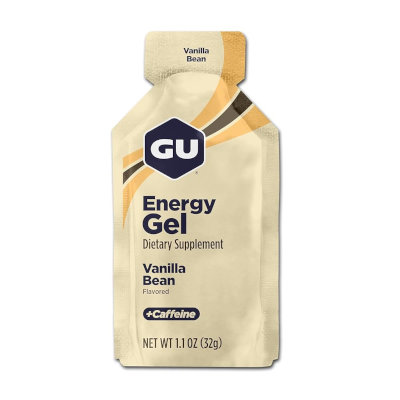 Vanilla
Bean
GU
Energy
Gel
Dietary Supplement
Vanilla
Bean
Flavored
+Caffeine
NET WT 1.1 OZ (32g)